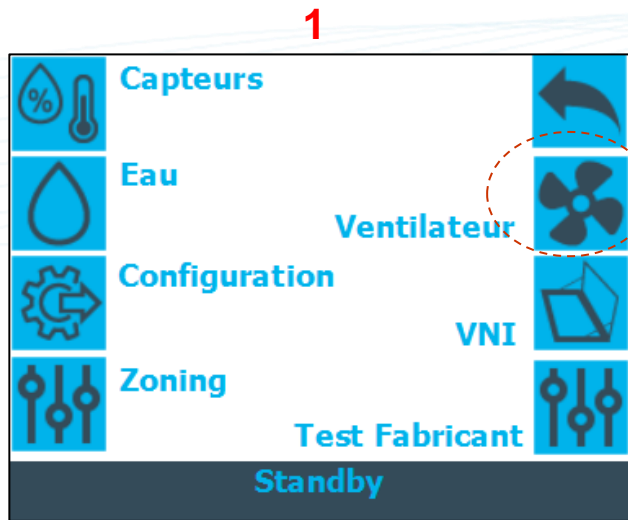 1
% Capteurs
Eau
Ventilateur
Configuration
VNI
Zoning
Test Fabricant
Standby